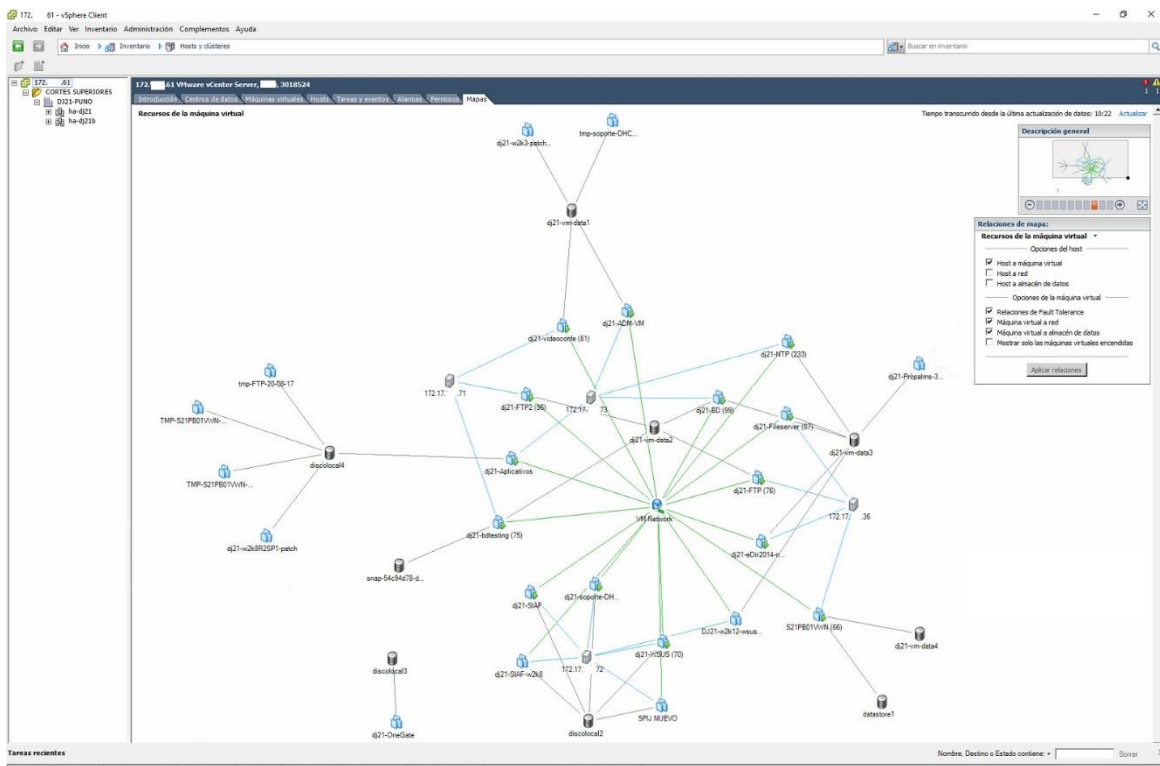 172. 61 - vSphere Client
Archivo Editar Ver Inventario Administración Complementos Ayuda
Inicio Inventario Hosts y clústeres
Buscar en inventario
172. .61
CORTES SUPERIORES
DJ21-PUNO
ha-dj21
ha-dj21b
172. .61 VMware vCenter Server, , 3018524
Introducción Centros de datos Máquinas virtuales Hosts Tareas y eventos Alarmas Permisos Mapas
Recursos de la máquina virtual
Tiempo transcurrido desde la última actualización de datos: 10:22 Actualizar
Descripción general
Relaciones de mapa:
Recursos de la máquina virtual
Opciones del host
Host a máquina virtual
Host a red
Host a almacén de datos
Opciones de la máquina virtual
Relaciones de Fault Tolerance
Máquina virtual a red
Máquina virtual a almacén de datos
Mostrar solo las máquinas virtuales encendidas
Aplicar relaciones
tmp-soporte-DHC...
dj21-w2k3-patch...
dj21-vm-data1
dj21-ADM-VM
dj21-videoconfe (81)
dj21-NTP (233)
tmp-FTP-20-08-17
172.17. .71
dj21-FTP2 (96)
172.17. 73
dj21-BD (99)
dj21-Propalms-3...
TMP-S21PB01VWN-...
dj21-Fileserver (87)
dj21-vm-data2
dj21-vm-data3
discolocal4
dj21-Aplicativos
TMP-S21PB01VWN-...
dj21-FTP (76)
VM Network
172.17. .36
dj21-bdtesting (75)
dj21-w2k8R2SP1-patch
snap-54c94d78-d...
dj21-SIAF
dj21-soporte-DH...
DJ21-w2k12-wsus...
S21PB01VWN (66)
dj21-vm-data4
discolocal3
dj21-SIAF-w2k8
172.17. 72
dj21-WSUS (70)
SPIJ NUEVO
datastore1
dj21-OneGate
discolocal2
Tareas recientes
Nombre, Destino o Estado contiene:
Borrar